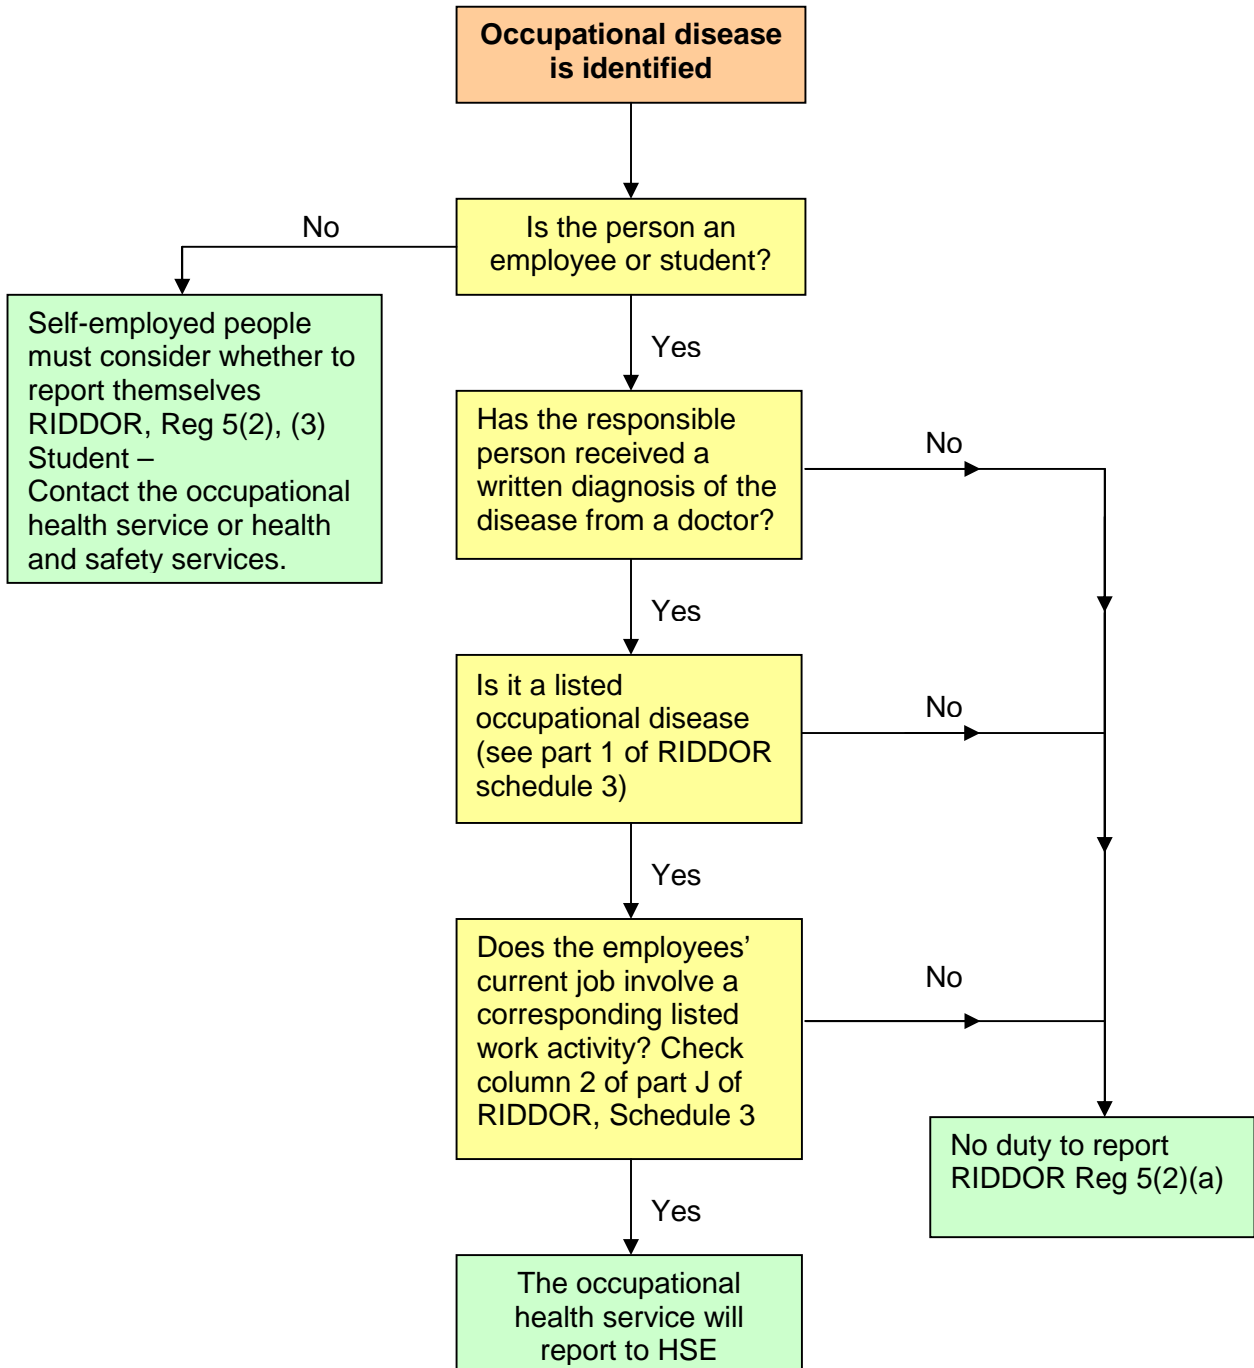 Occupational disease
is identified
Is the person an
employee or student?
No
Self-employed people
must consider whether to
report themselves
RIDDOR, Reg 5(2), (3)
Student –
Contact the occupational
health service or health
and safety services.
Yes
Has the responsible
person received a
written diagnosis of the
disease from a doctor?
No
Yes
Is it a listed
occupational disease
(see part 1 of RIDDOR
schedule 3)
No
Yes
Does the employees’
current job involve a
corresponding listed
work activity? Check
column 2 of part J of
RIDDOR, Schedule 3
No
No duty to report
RIDDOR Reg 5(2)(a)
Yes
The occupational
health service will
report to HSE